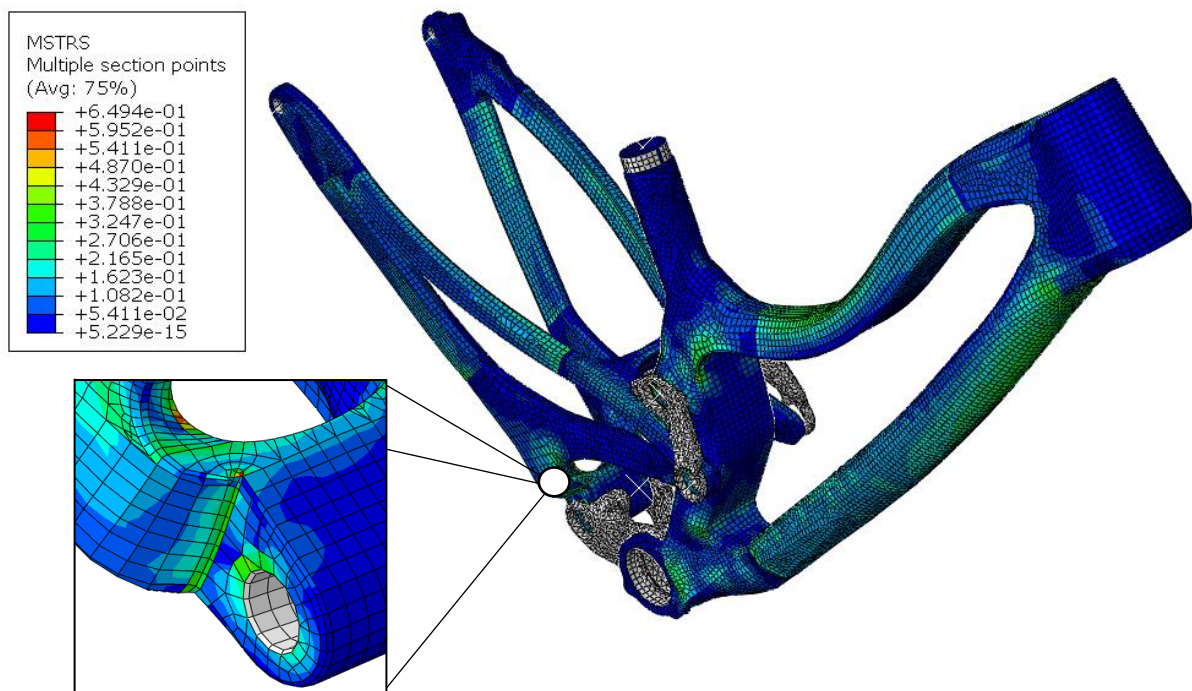 MSTRS
Multiple section points
(Avg: 75%)
+6.494e-01
+5.952e-01
+5.411e-01
+4.870e-01
+4.329e-01
+3.788e-01
+3.247e-01
+2.706e-01
+2.165e-01
+1.623e-01
+1.082e-01
+5.411e-02
+5.229e-15